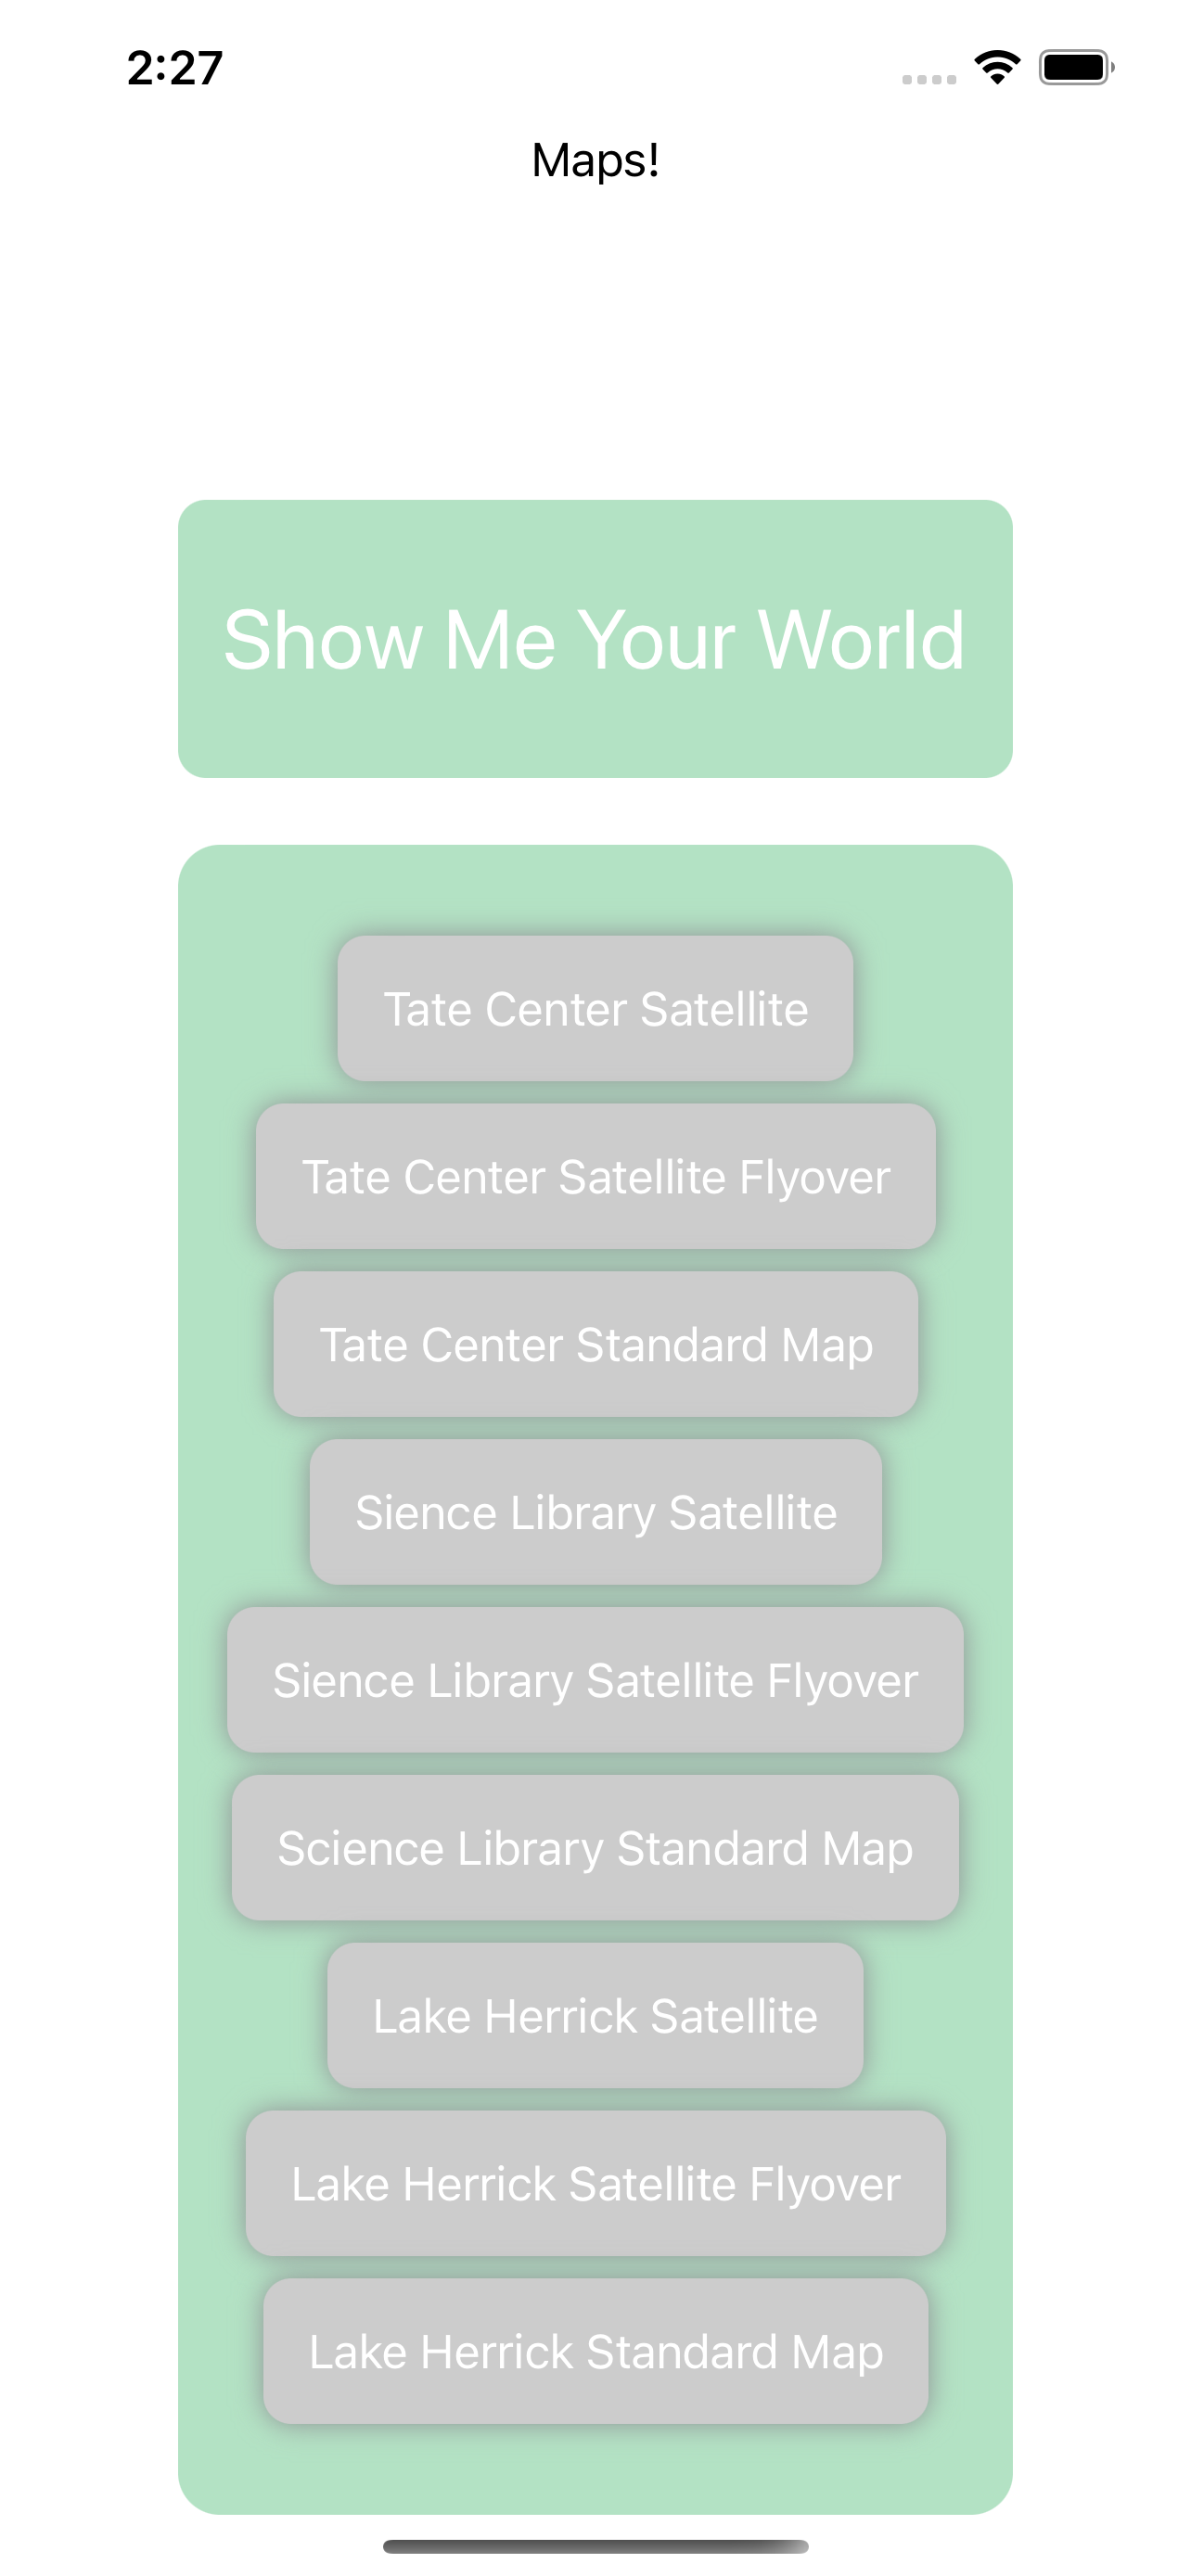 2:27
Maps!
Show Me Your World
Tate Center Satellite
Tate Center Satellite Flyover
Tate Center Standard Map
Sience Library Satellite
Sience Library Satellite Flyover
Science Library Standard Map
Lake Herrick Satellite
Lake Herrick Satellite Flyover
Lake Herrick Standard Map